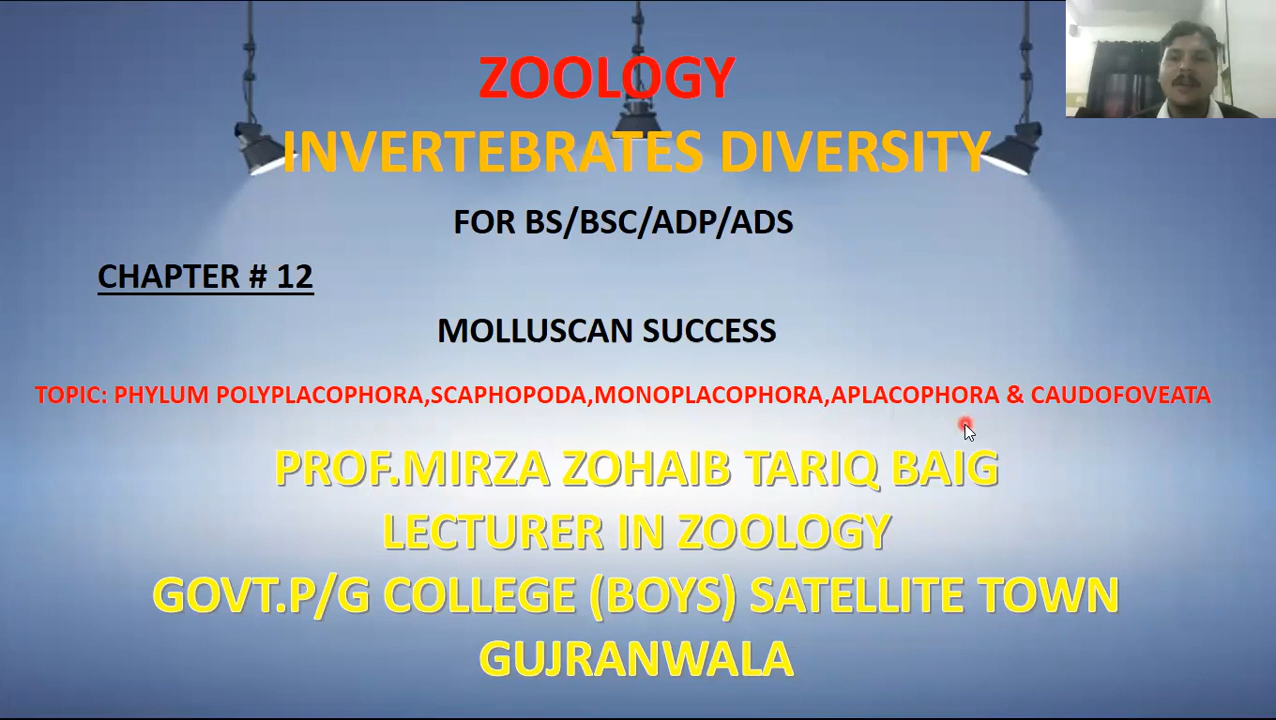 ZOOLOGY
INVERTEBRATES DIVERSITY
FOR BS/BSC/ADP/ADS
CHAPTER # 12
MOLLUSCAN SUCCESS
TOPIC: PHYLUM POLYPLACOPHORA,SCAPHOPODA,MONOPLACOPHORA,APLACOPHORA & CAUDOFOVEATA
PROF.MIRZA ZOHAIB TARIQ BAIG
LECTURER IN ZOOLOGY
GOVT.P/G COLLEGE (BOYS) SATELLITE TOWN
GUJRANWALA